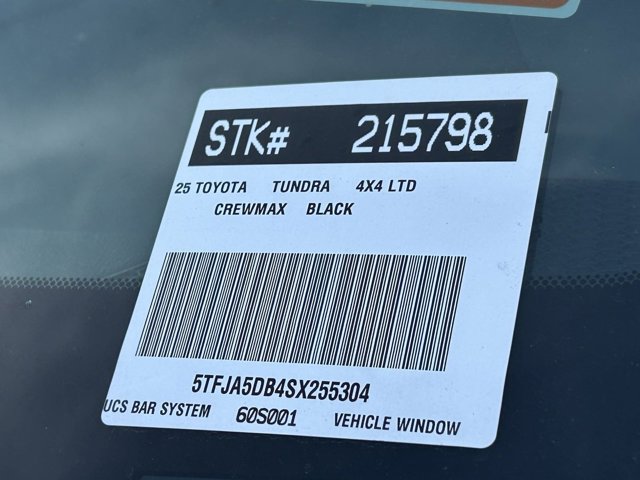 STK# 215798
25 TOYOTA TUNDRA 4X4 LTD
CREWMAX BLACK
5TFJA5DB4SX255304
UCS BAR SYSTEM 60S001 VEHICLE WINDOW